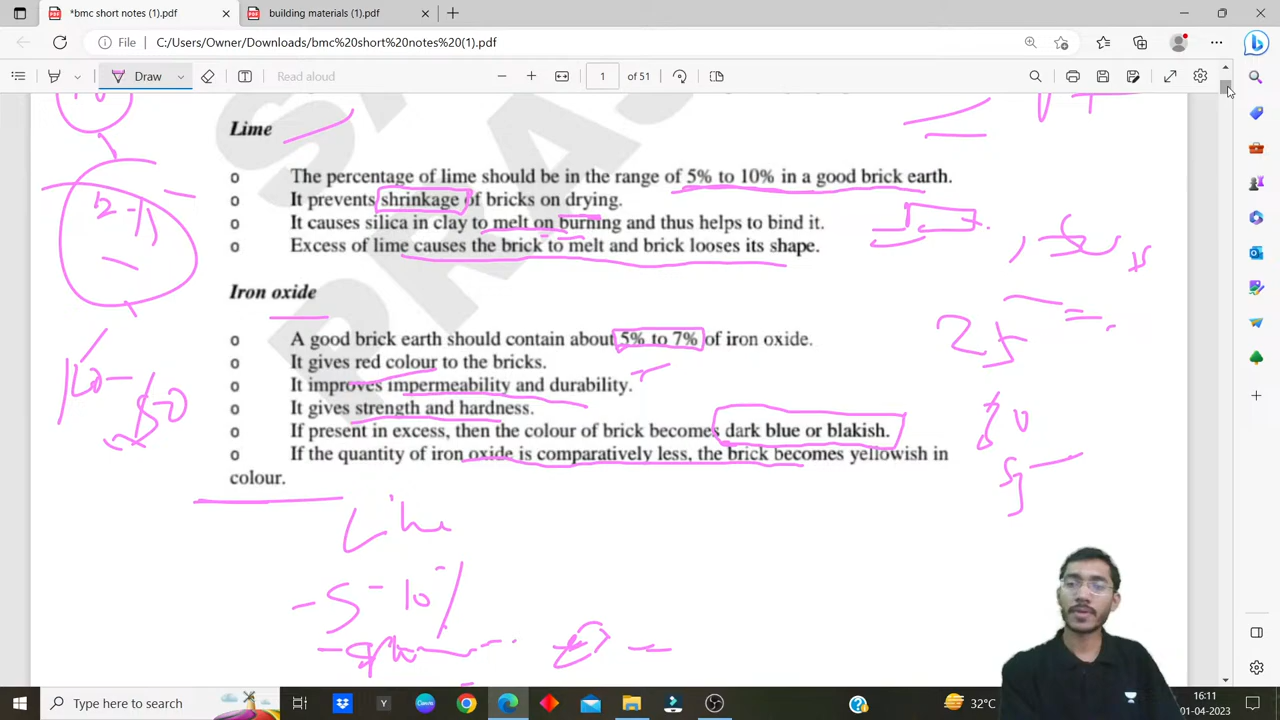 *bmc short notes (1).pdf
building materials (1).pdf
File C:/Users/Owner/Downloads/bmc%20short%20notes%20(1).pdf
Draw
Read aloud
1 of 51
Lime
o The percentage of lime should be in the range of 5% to 10% in a good brick earth.
o It prevents shrinkage of bricks on drying.
o It causes silica in clay to melt on burning and thus helps to bind it.
o Excess of lime causes the brick to melt and brick looses its shape.
Iron oxide
o A good brick earth should contain about 5% to 7% of iron oxide.
o It gives red colour to the bricks.
o It improves impermeability and durability.
o It gives strength and hardness.
o If present in excess, then the colour of brick becomes dark blue or blakish.
o If the quantity of iron oxide is comparatively less, the brick becomes yellowish in
colour.
Lime
5-10%
Type here to search
32°C
16:11
01-04-2023